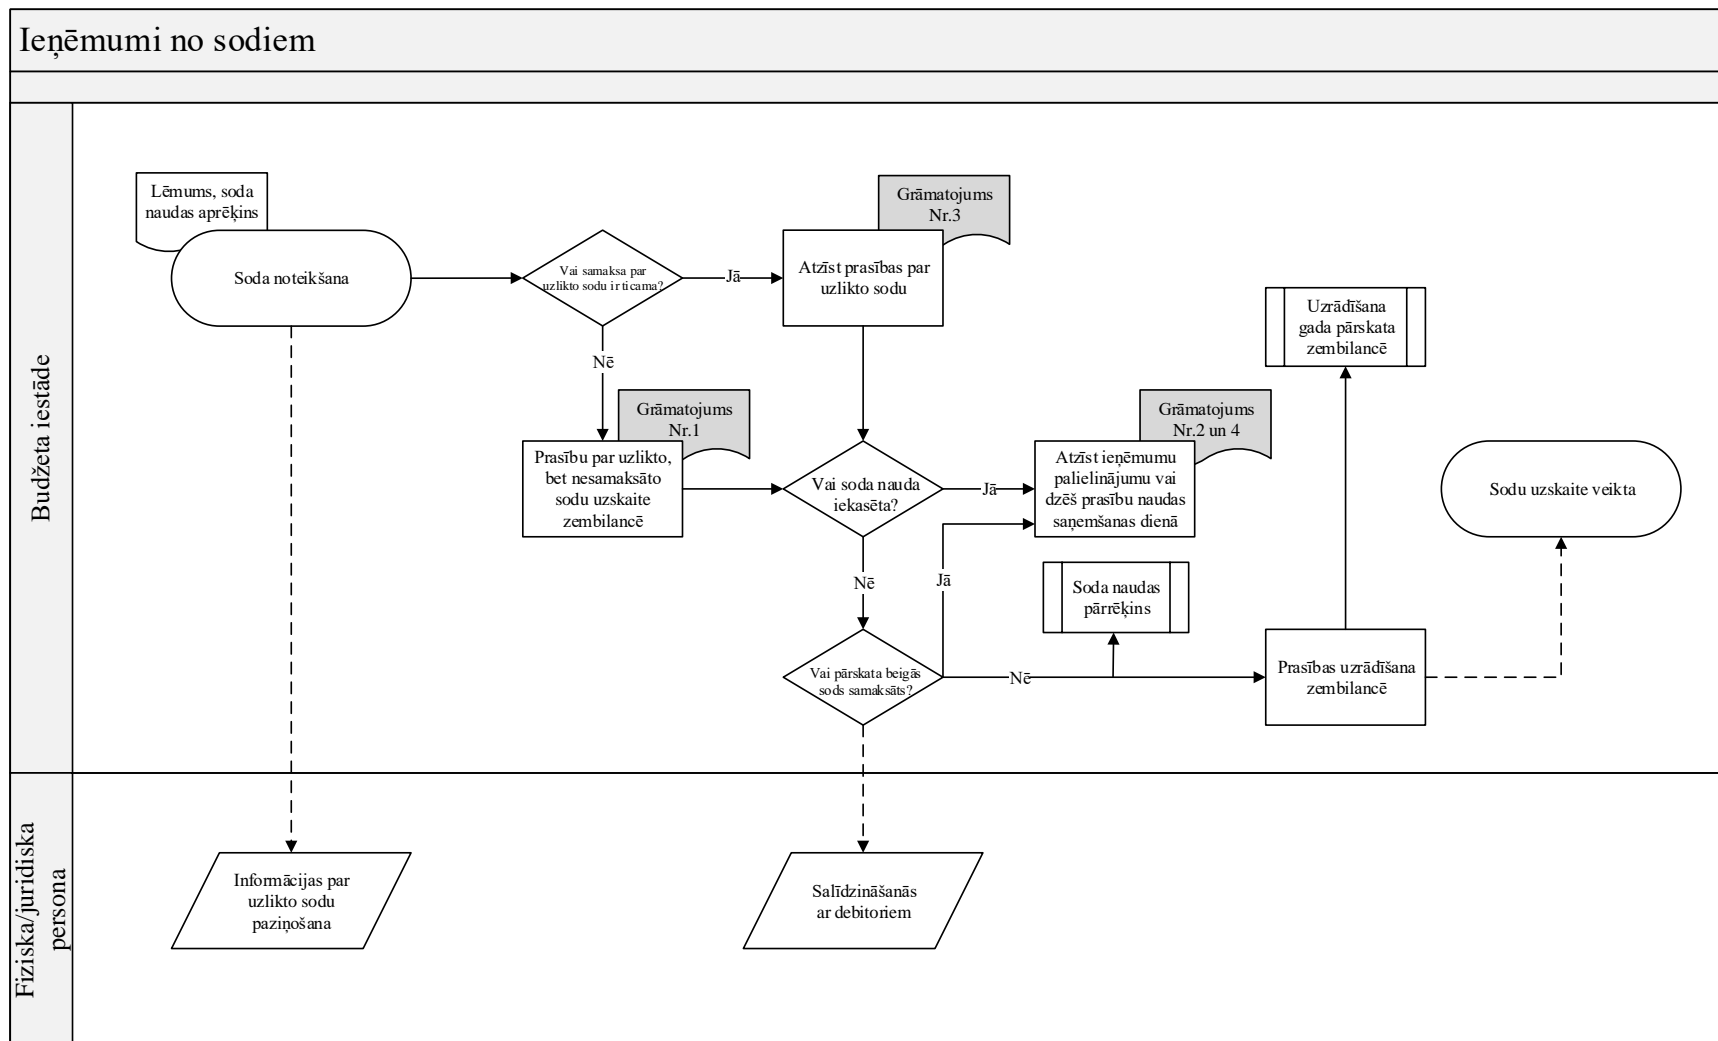 Ieņēmumi no sodiem
Budžeta iestāde
Lēmums, soda
naudas aprēķins
Soda noteikšana
Vai samaksa par
uzlikto sodu ir ticama?
Jā
Nē
Grāmatojums
Nr.3
Atzīst prasības par
uzlikto sodu
Grāmatojums
Nr.1
Prasību par uzlikto,
bet nesamaksāto
sodu uzskaite
zembilancē
Vai soda nauda
iekasēta?
Jā
Nē
Grāmatojums
Nr.2 un 4
Atzīst ieņēmumu
palielinājumu vai
dzēš prasību naudas
saņemšanas dienā
Vai pārskata beigās
sods samaksāts?
Jā
Nē
Soda naudas
pārrēķins
Uzrādīšana
gada pārskata
zembilancē
Prasības uzrādīšana
zembilancē
Sodu uzskaite veikta
Fiziska/juridiska
persona
Informācijas par
uzlikto sodu
paziņošana
Salīdzināšanās
ar debitoriem